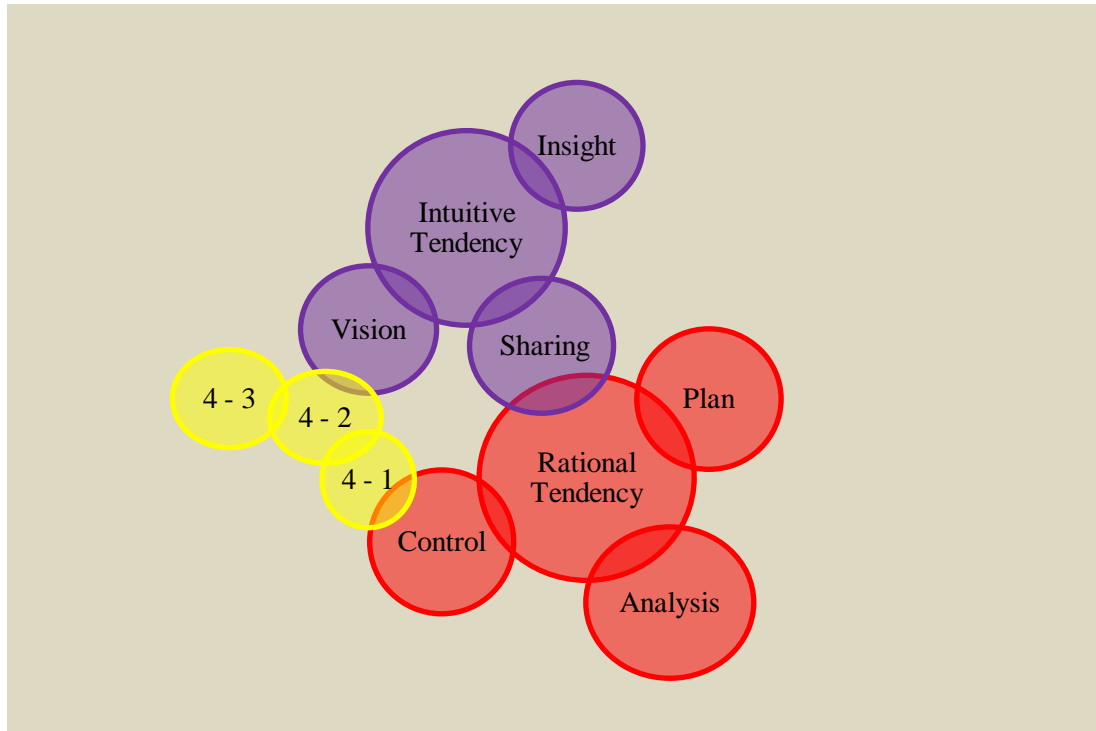 Insight
Intuitive
Tendency
Vision
Sharing
4 - 3
4 - 2
Plan
4 - 1
Rational
Tendency
Control
Analysis